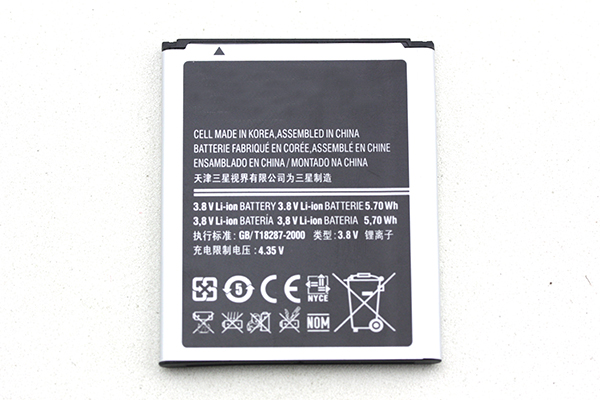 CELL MADE IN KOREA,ASSEMBLED IN CHINA
BATTERIE FABRIQUÉ EN CORÉE,ASSEMBLÉ EN CHINE
ENSAMBLADO EN CHINA / MONTADO NA CHINA
天津三星视界有限公司为三星制造
3.8 V Li-ion BATTERY 3.8 V Li-ion BATTERIE 5.70 Wh
3,8 V Li-ion BATERÍA 3,8 V Li-ion BATERIA 5,70 Wh
执行标准: GB/T18287-2000 类型: 3.8 V 锂离子
充电限制电压: 4.35 V
5 CE NYCE
NOM